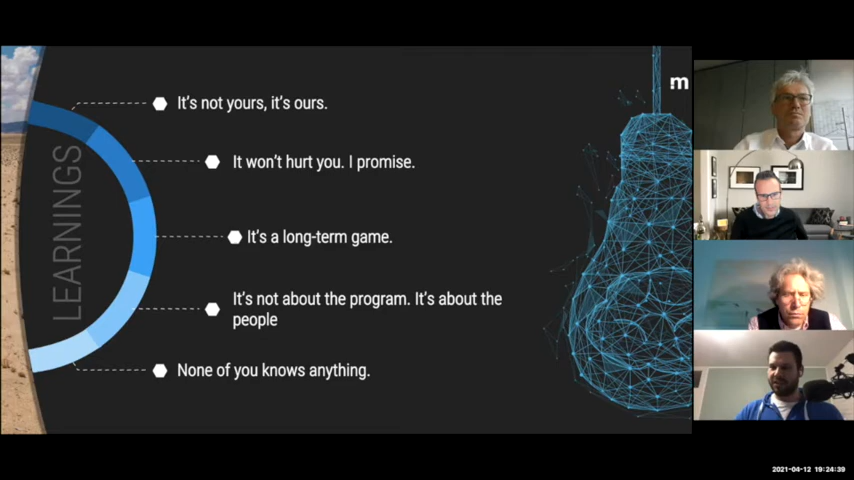 m
LEARNINGS
It's not yours, it's ours.
It won't hurt you. I promise.
It's a long-term game.
It's not about the program. It's about the
people
None of you knows anything.
2021-04-12 19:24:39